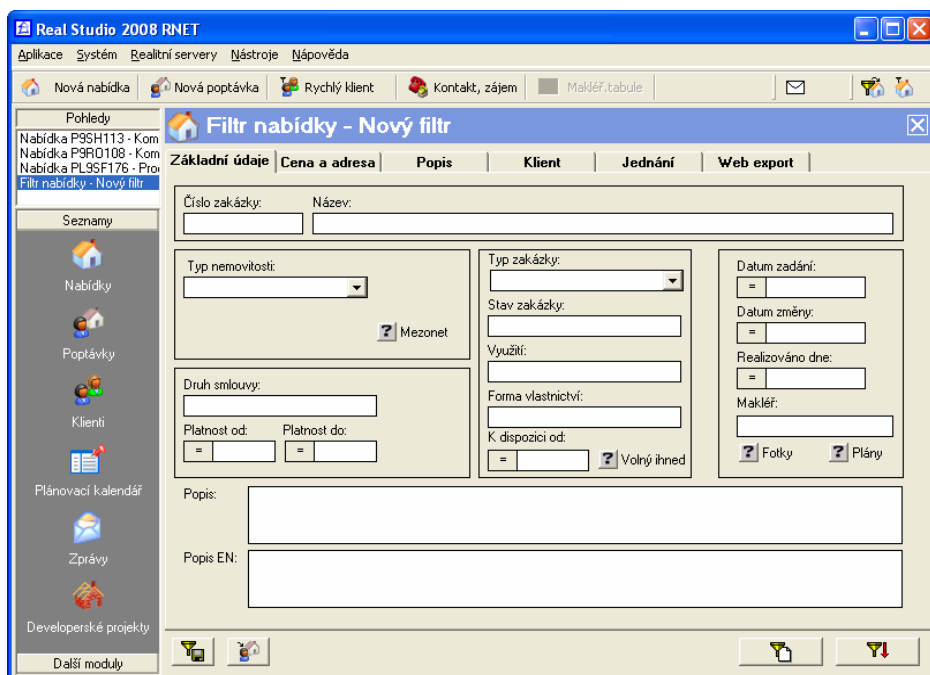 Real Studio 2008 RNET
Aplikace Systém Realitní servery Nástroje Nápověda
Nová nabídka Nová poptávka Rychlý klient Kontakt, zájem Makléř.tabule
Pohledy
Nabídka P9SH113 - Kom
Nabídka P9RO108 - Kom
Nabídka PL9SF176 - Pro
Filtr nabídky - Nový filtr
Seznamy
Nabídky
Poptávky
Klienti
Plánovací kalendář
Zprávy
Developerské projekty
Další moduly
Filtr nabídky - Nový filtr
Základní údaje Cena a adresa Popis Klient Jednání Web export
Číslo zakázky: Název:
Typ nemovitosti:
? Mezonet
Druh smlouvy:
Platnost od: Platnost do:
= =
Typ zakázky:
Stav zakázky:
Využití:
Forma vlastnictví:
K dispozici od:
= ? Volný ihned
Datum zadání:
=
Datum změny:
=
Realizováno dne:
=
Makléř:
? Fotky ? Plány
Popis:
Popis EN: